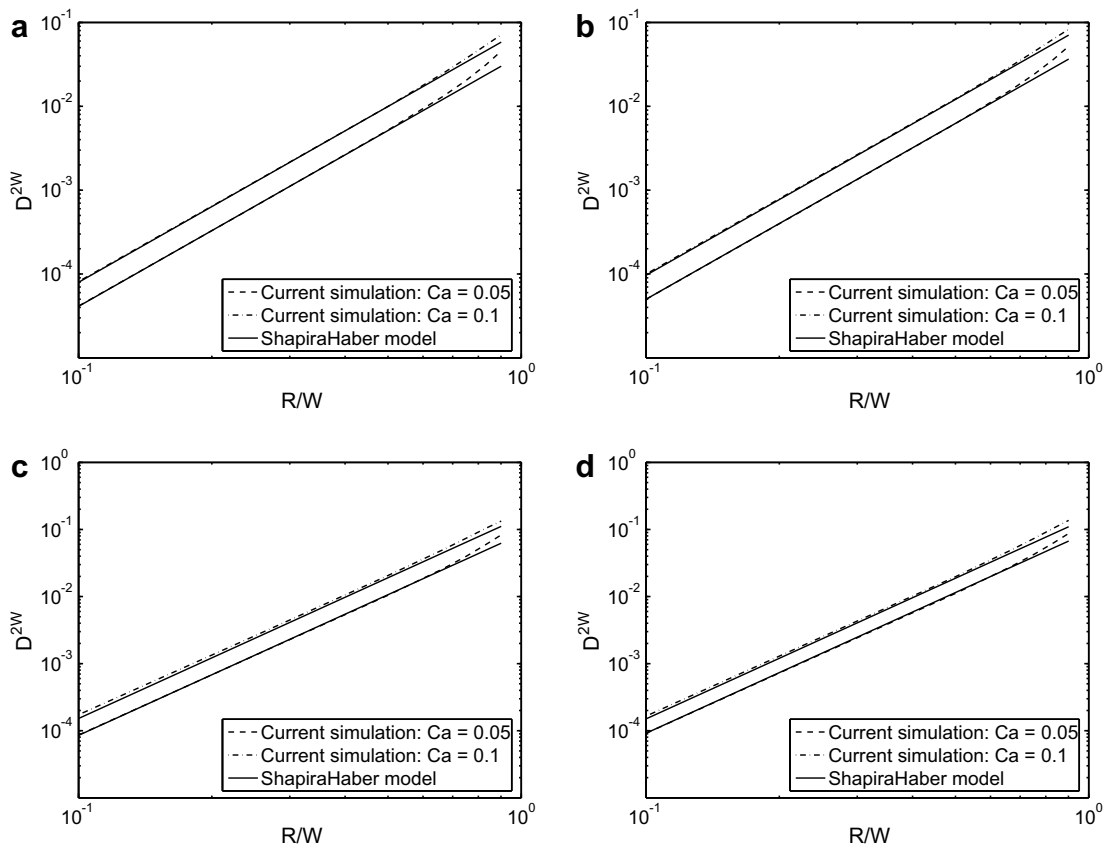 a
10^-1
10^-2
10^-3
10^-4
D^2W
10^-1
10^0
R/W
Current simulation: Ca = 0.05
Current simulation: Ca = 0.1
ShapiraHaber model
b
10^-1
10^-2
10^-3
10^-4
D^2W
10^-1
10^0
R/W
Current simulation: Ca = 0.05
Current simulation: Ca = 0.1
ShapiraHaber model
c
10^0
10^-1
10^-2
10^-3
10^-4
D^2W
10^-1
10^0
R/W
Current simulation: Ca = 0.05
Current simulation: Ca = 0.1
ShapiraHaber model
d
10^0
10^-1
10^-2
10^-3
10^-4
D^2W
10^-1
10^0
R/W
Current simulation: Ca = 0.05
Current simulation: Ca = 0.1
ShapiraHaber model